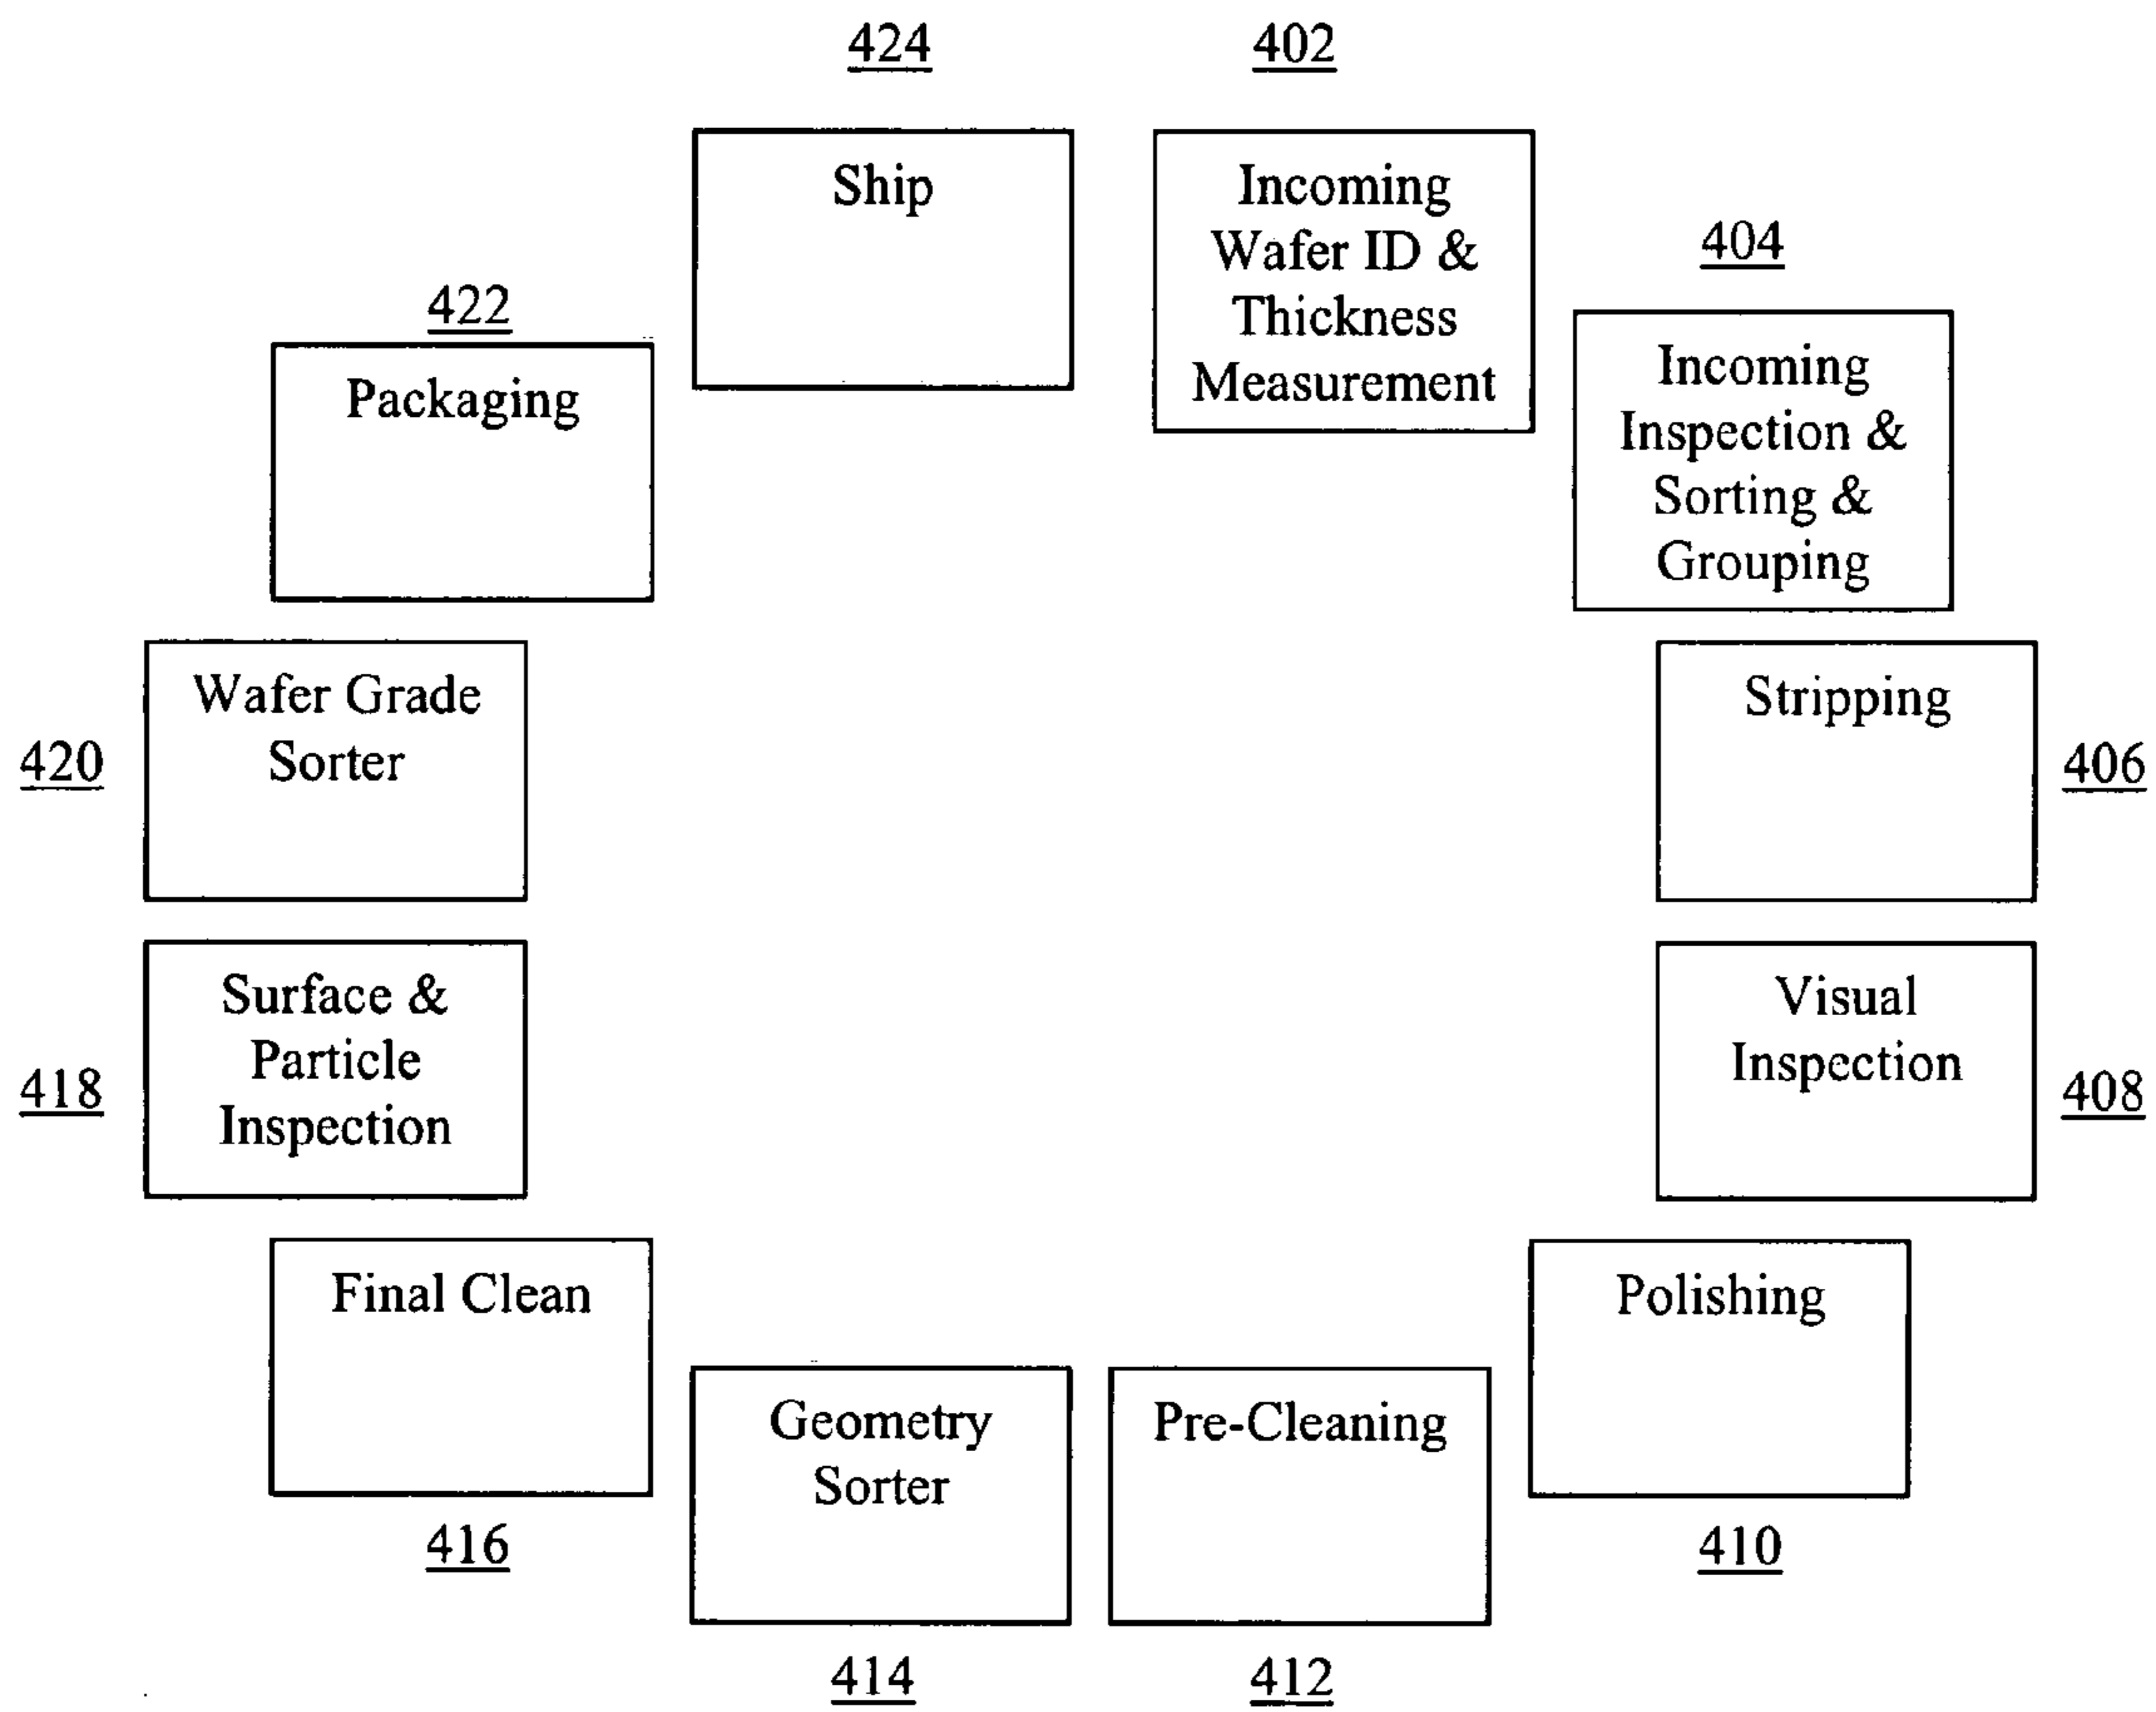 424
402
Ship
Incoming
Wafer ID &
Thickness
Measurement
404
Incoming
Inspection &
Sorting &
Grouping
422
Packaging
Wafer Grade
Sorter
420
Stripping
406
Surface &
Particle
Inspection
418
Visual
Inspection
408
Final Clean
416
Polishing
410
Geometry
Sorter
414
Pre-Cleaning
412